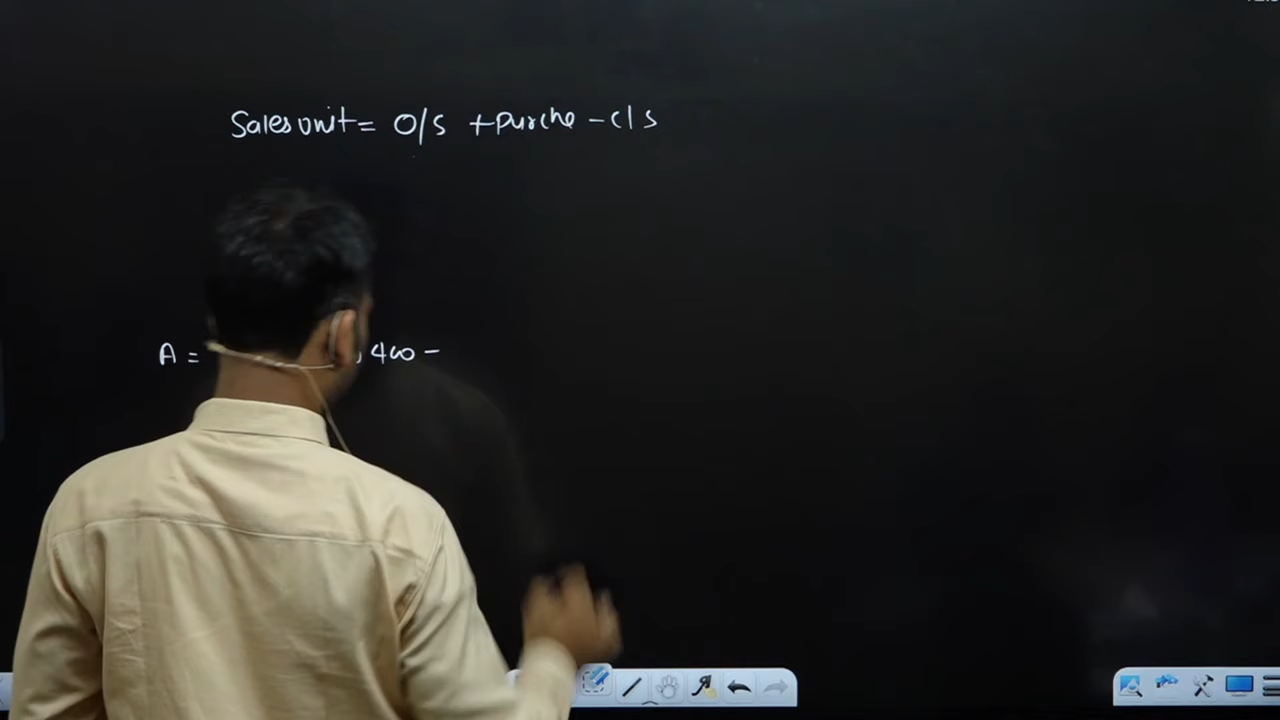 Salesunit = O/S + Purche - C/S
A = 400 -